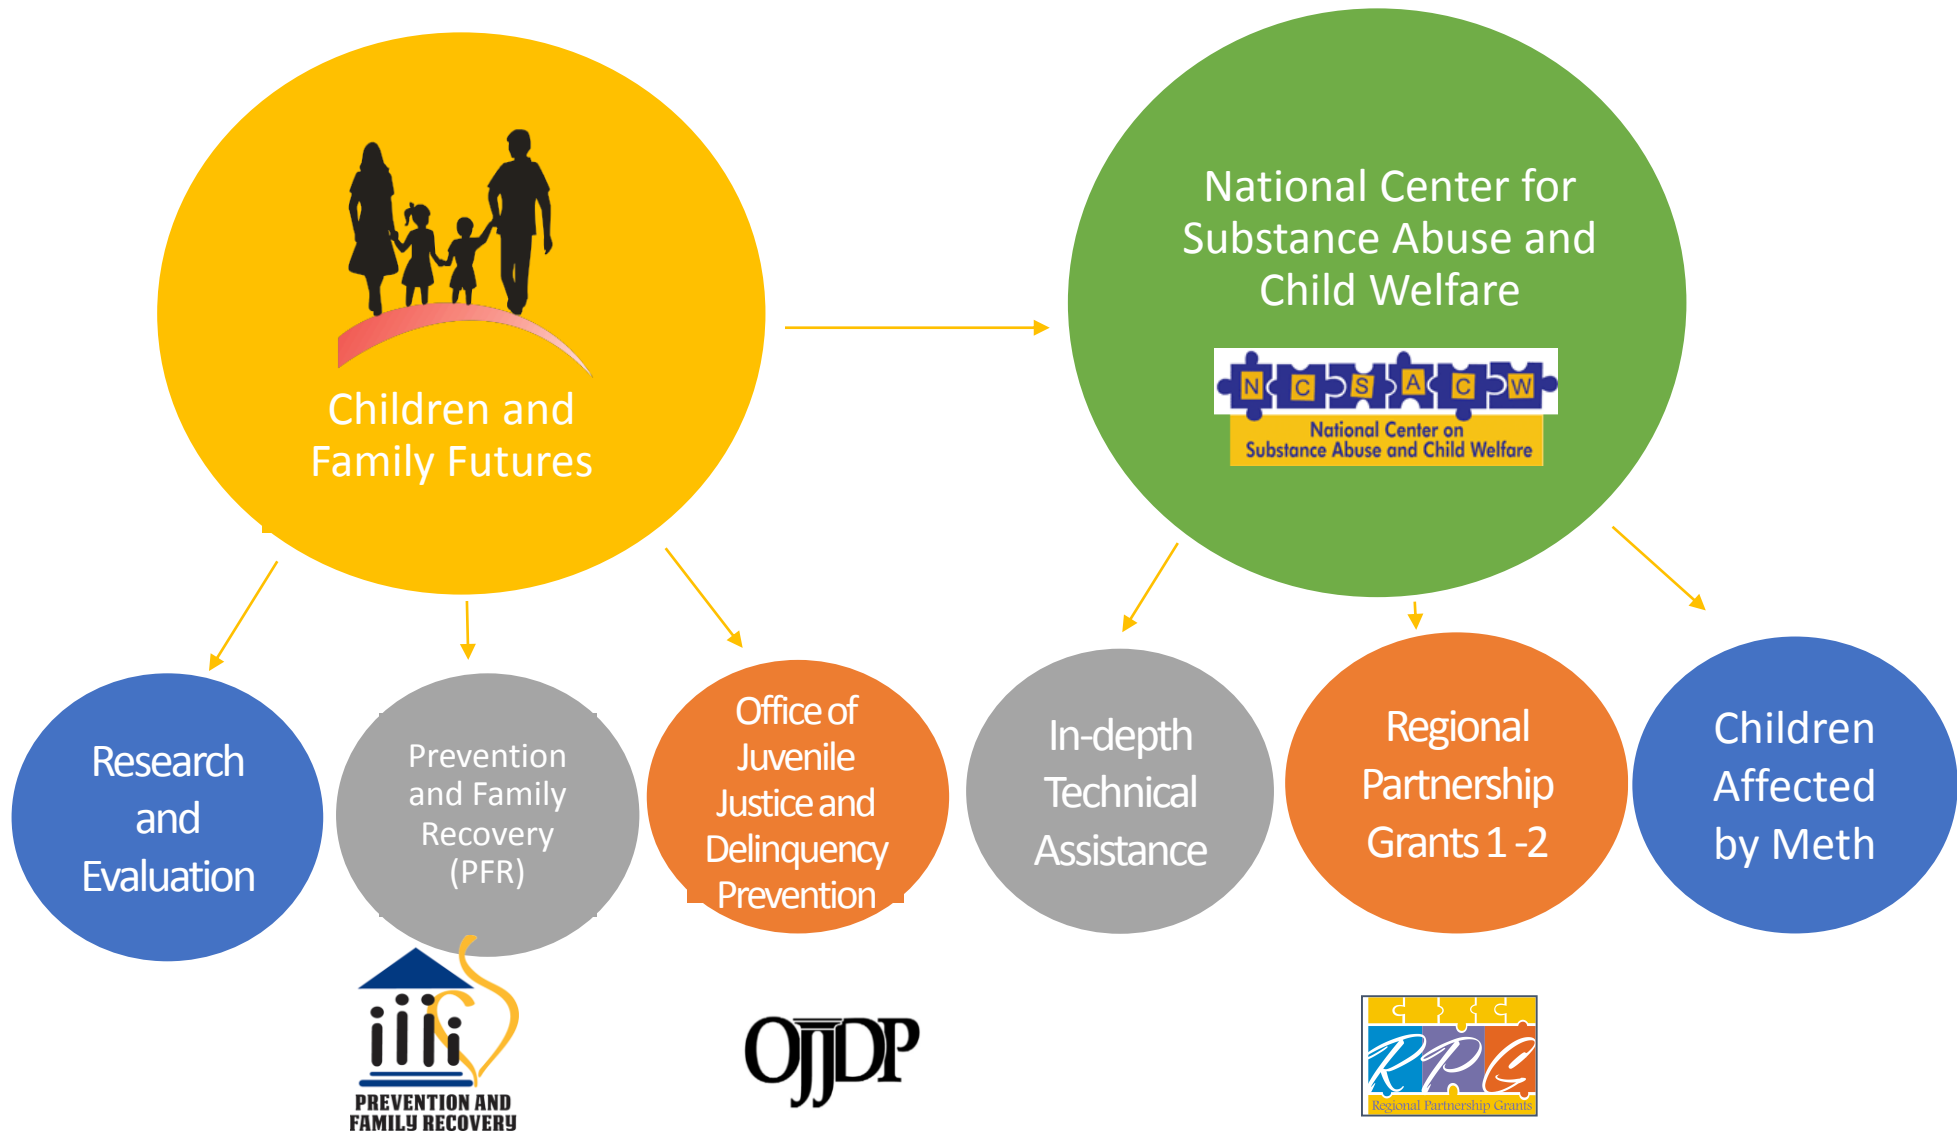 Children and
Family Futures
National Center for
Substance Abuse and
Child Welfare
N C S A C W
National Center on
Substance Abuse and Child Welfare
Research
and
Evaluation
Prevention
and Family
Recovery
(PFR)
Office of
Juvenile
Justice and
Delinquency
Prevention
In-depth
Technical
Assistance
Regional
Partnership
Grants 1 -2
Children
Affected
by Meth
PREVENTION AND
FAMILY RECOVERY
OJJDP
RPG
Regional Partnership Grants